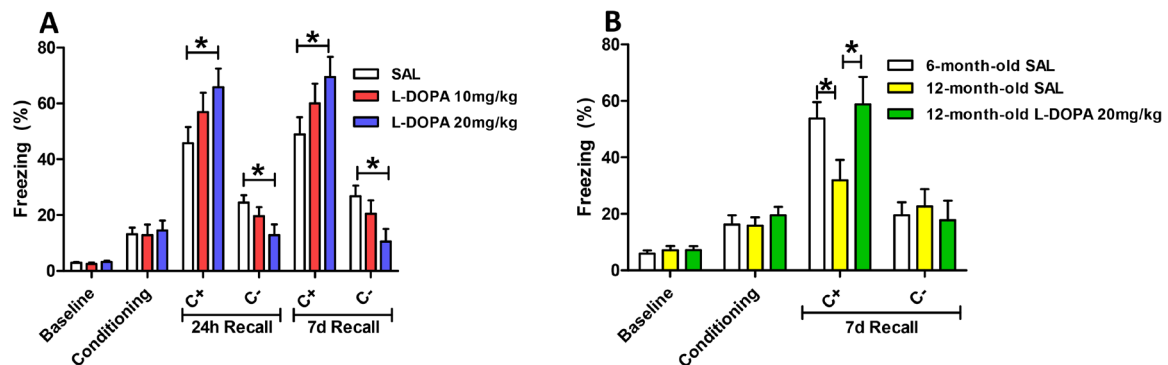 A
Freezing (%)
80
60
40
20
0
*
*
*
*
SAL
L-DOPA 10mg/kg
L-DOPA 20mg/kg
Baseline
Conditioning
C+
C-
C+
C-
24h Recall
7d Recall
B
Freezing (%)
80
60
40
20
0
*
*
6-month-old SAL
12-month-old SAL
12-month-old L-DOPA 20mg/kg
Baseline
Conditioning
C+
C-
7d Recall